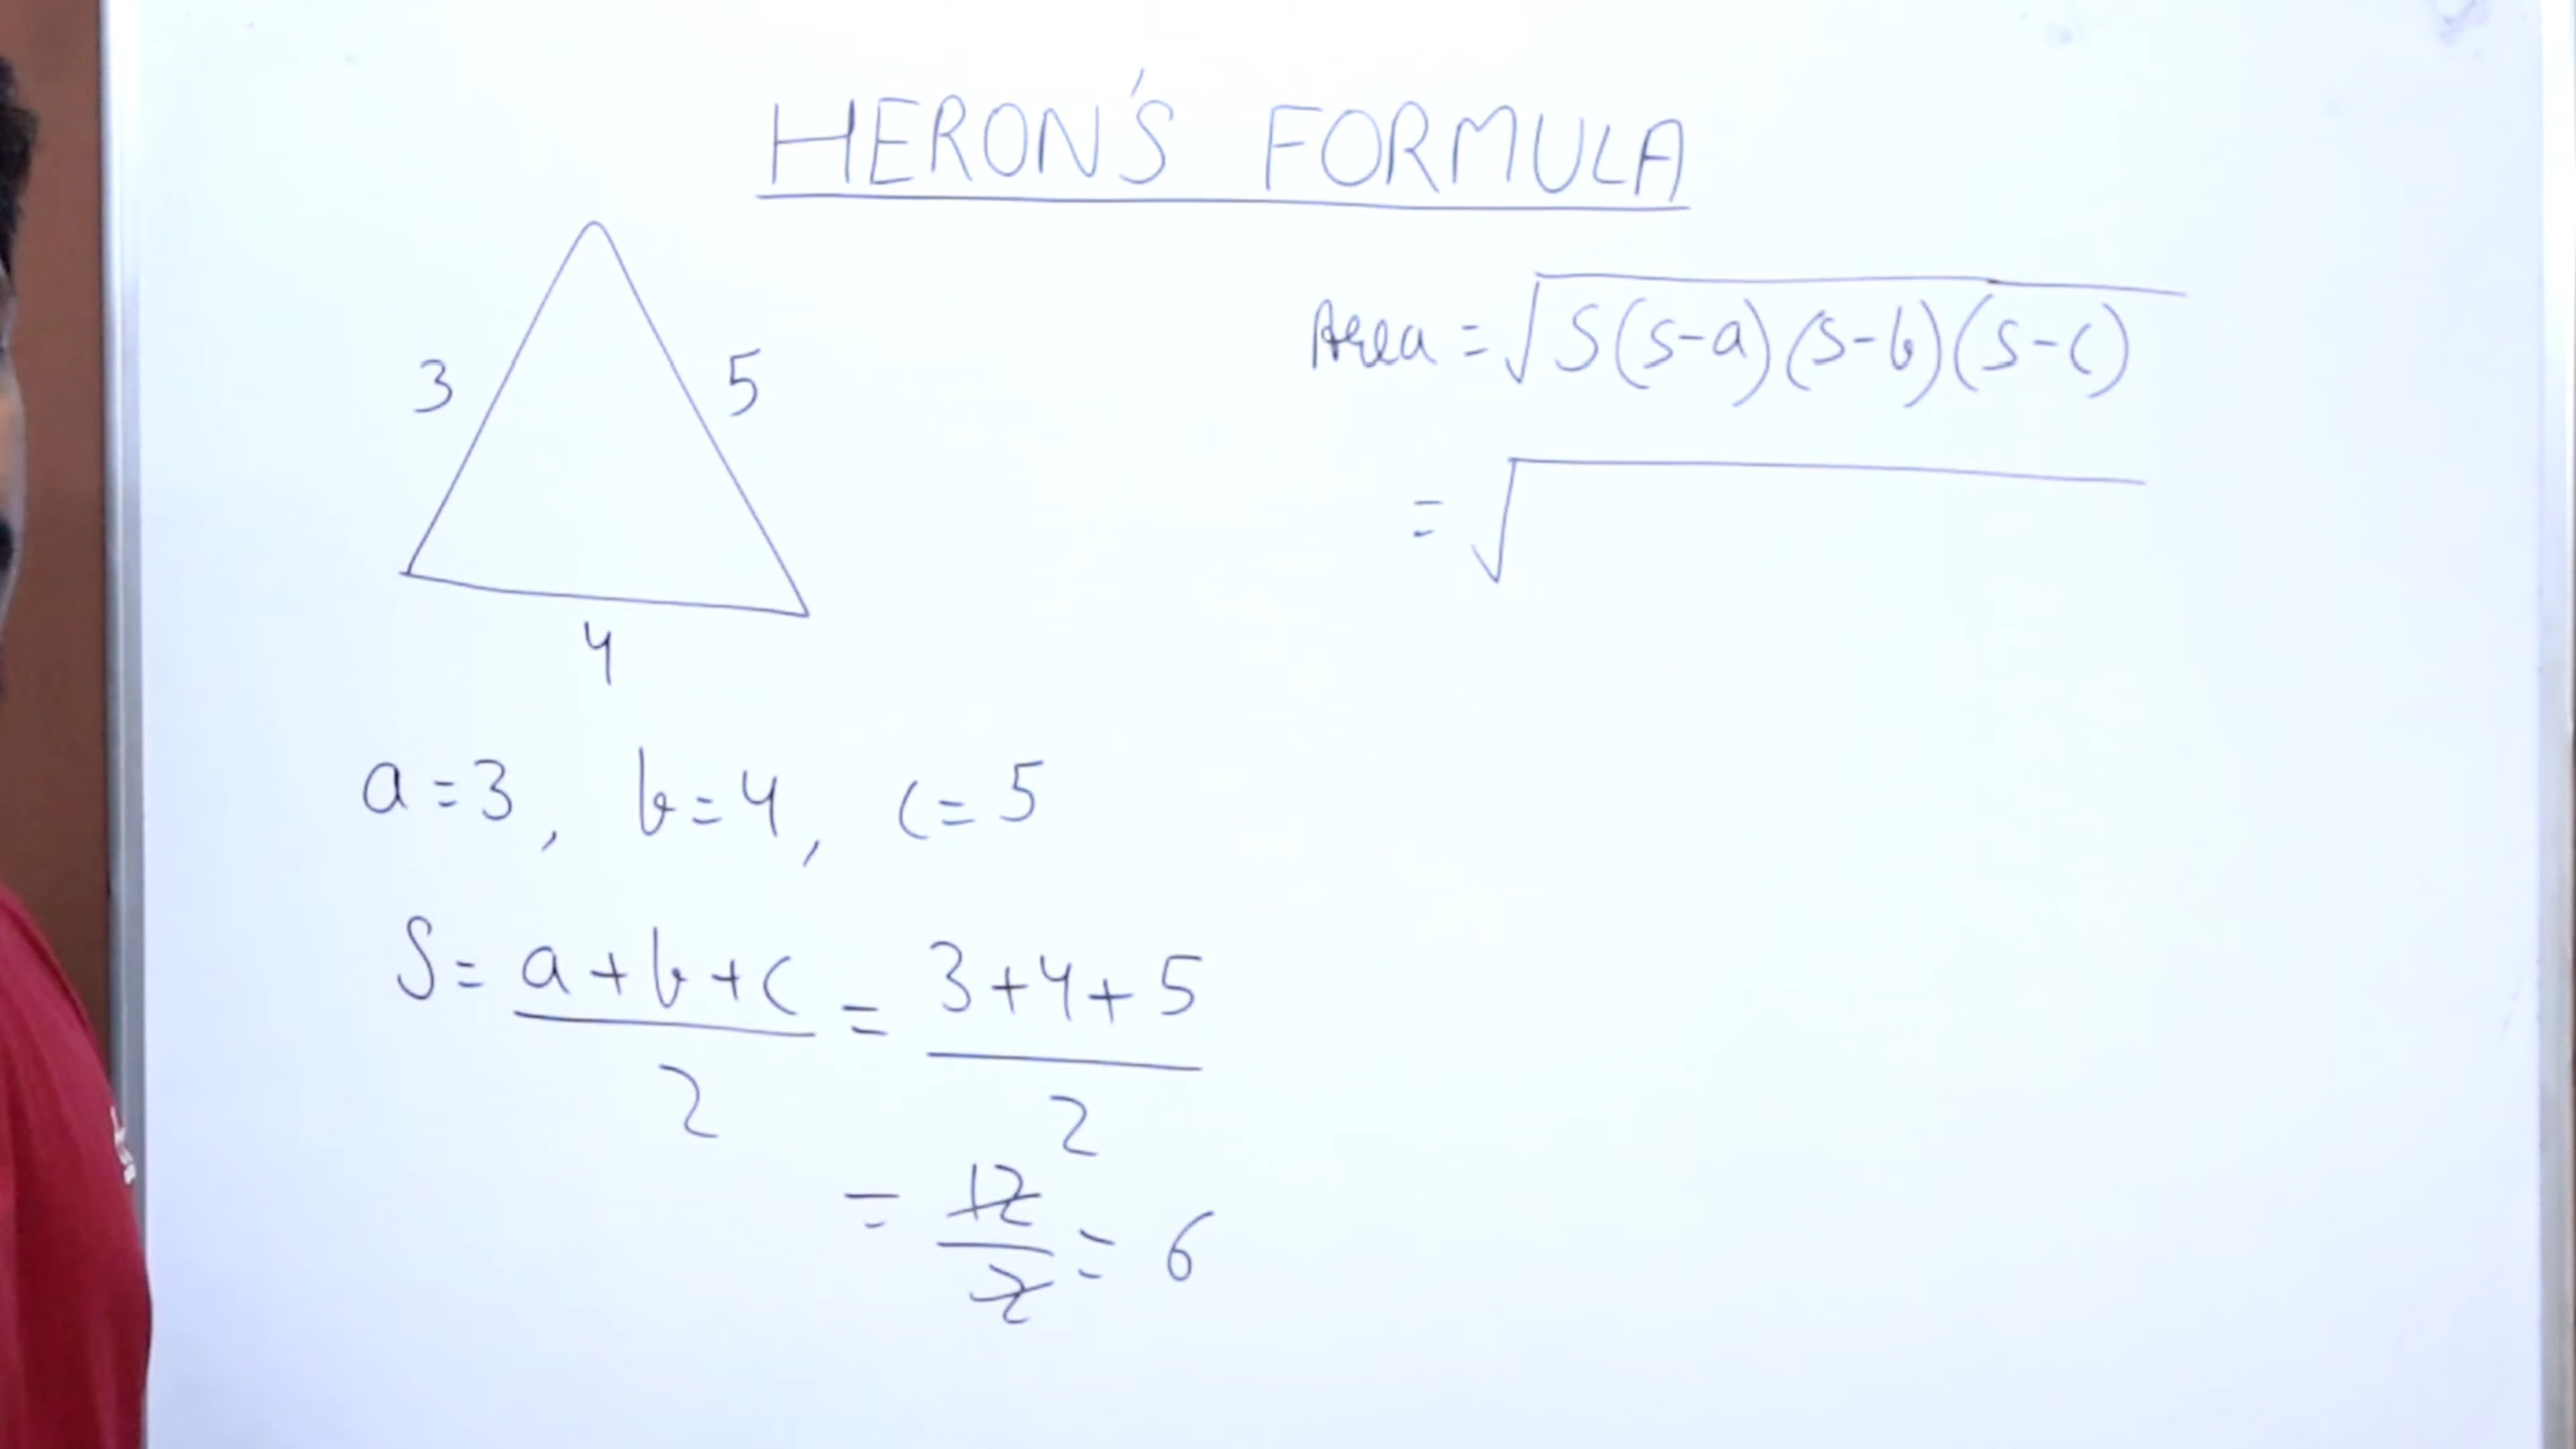 HERON'S FORMULA
3
5
4
Area = √S(s-a)(s-b)(s-c)
= √
a = 3, b = 4, c = 5
S = a + b + c / 2 = 3 + 4 + 5 / 2
= 12 / 2 = 6